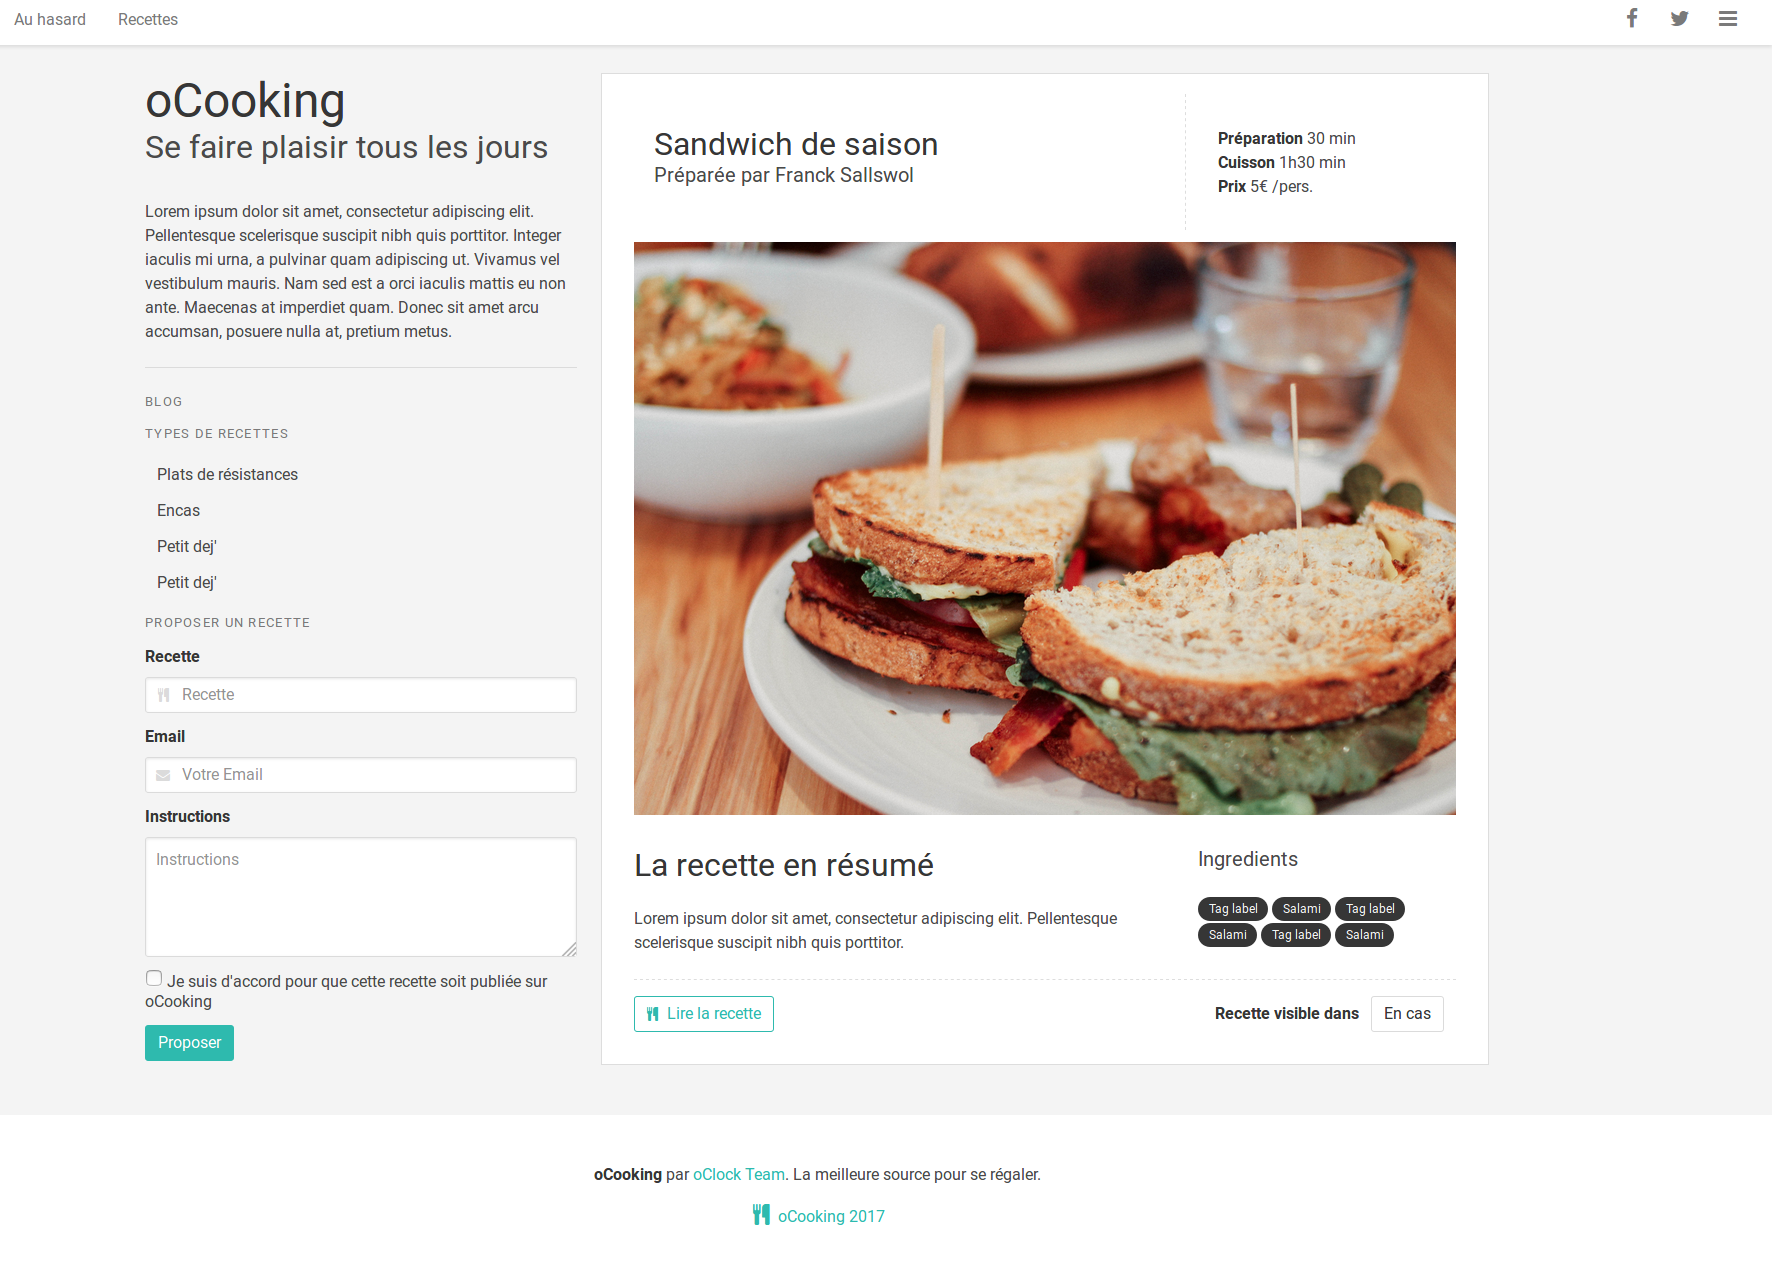 Au hasard
Recettes
oCooking
Se faire plaisir tous les jours
Lorem ipsum dolor sit amet, consectetur adipiscing elit.
Pellentesque scelerisque suscipit nibh quis porttitor. Integer
iaculis mi urna, a pulvinar quam adipiscing ut. Vivamus vel
vestibulum mauris. Nam sed est a orci iaculis mattis eu non
ante. Maecenas at imperdiet quam. Donec sit amet arcu
accumsan, posuere nulla at, pretium metus.
BLOG
TYPES DE RECETTES
Plats de résistances
Encas
Petit dej'
Petit dej'
PROPOSER UN RECETTE
Recette
Recette
Email
Votre Email
Instructions
Instructions
Je suis d'accord pour que cette recette soit publiée sur
oCooking
Proposer
Sandwich de saison
Préparée par Franck Sallswol
Préparation 30 min
Cuisson 1h30 min
Prix 5€ /pers.
La recette en résumé
Lorem ipsum dolor sit amet, consectetur adipiscing elit. Pellentesque
scelerisque suscipit nibh quis porttitor.
Ingredients
Tag label Salami Tag label
Salami Tag label Salami
Lire la recette
Recette visible dans En cas
oCooking par oClock Team. La meilleure source pour se régaler.
oCooking 2017